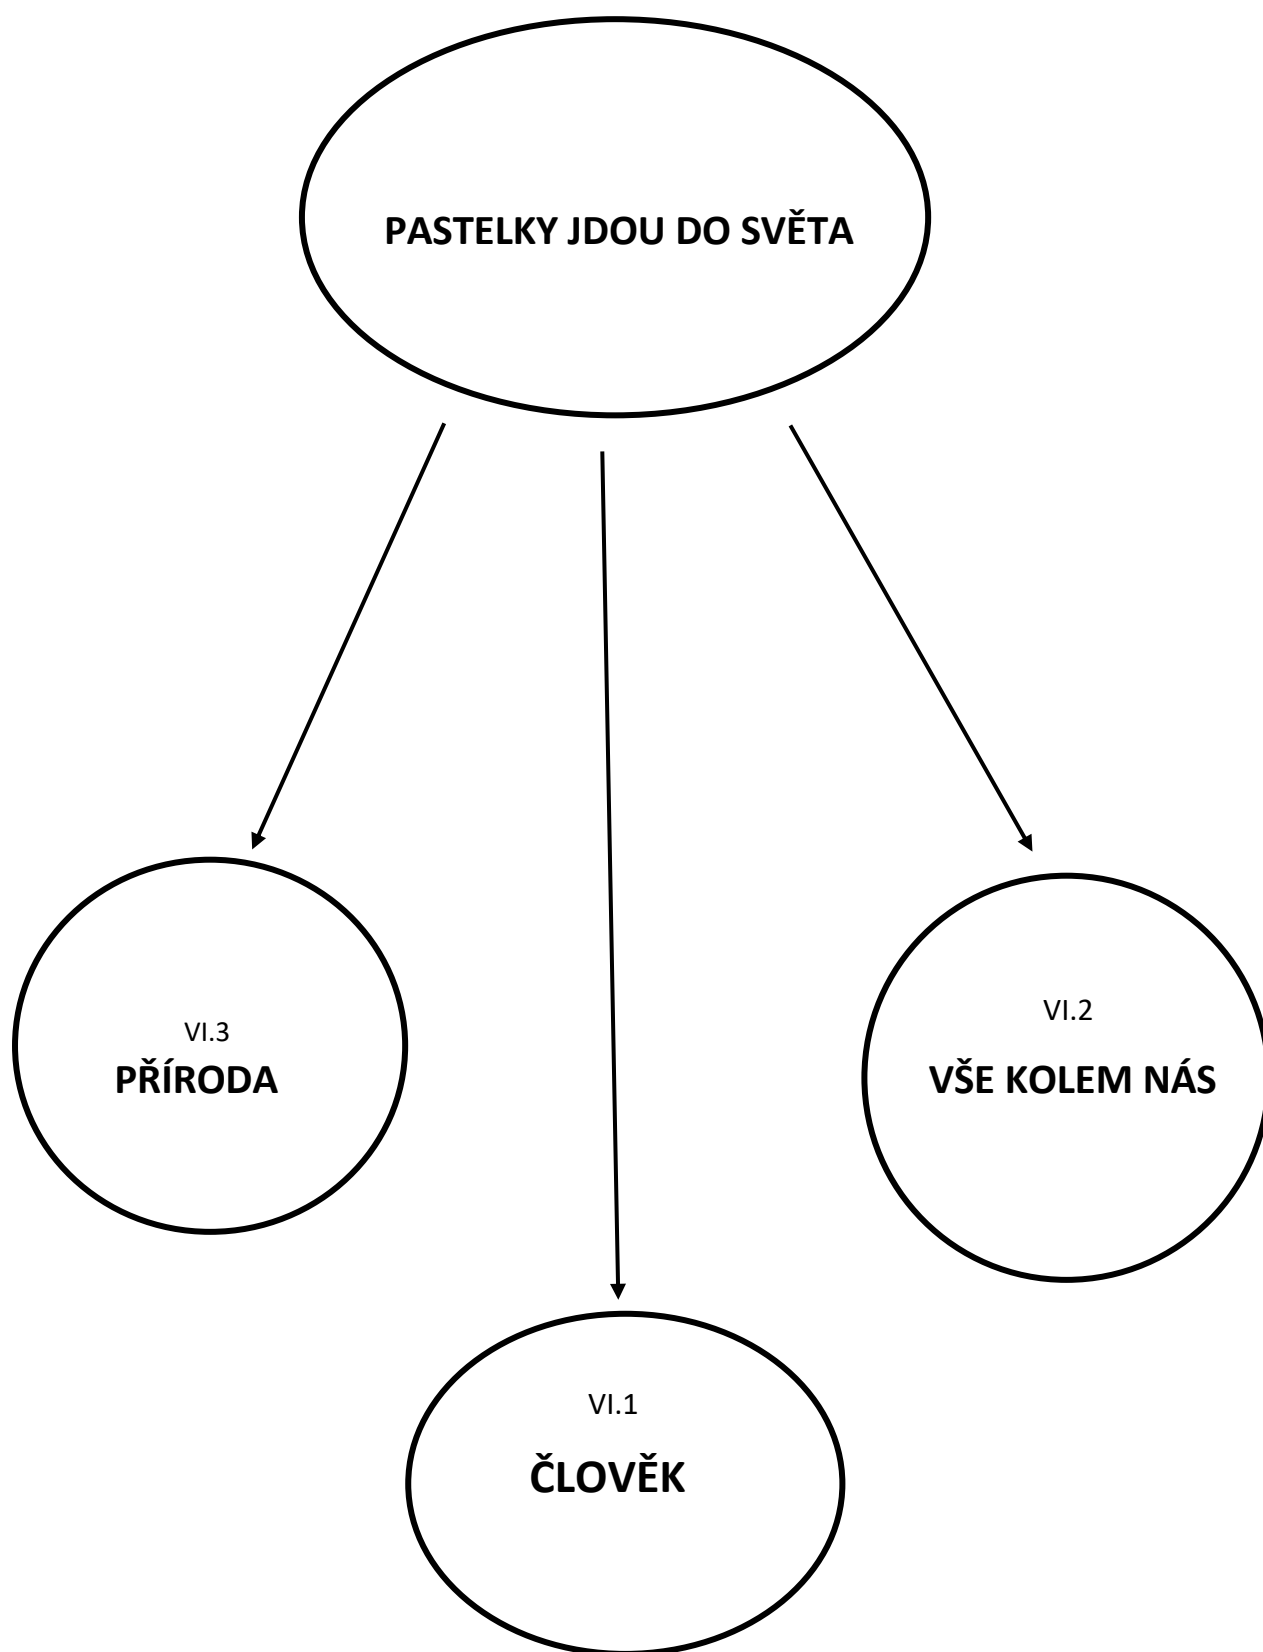 PASTELKY JDOU DO SVĚTA
VI.3
PŘÍRODA
VI.2
VŠE KOLEM NÁS
VI.1
ČLOVĚK